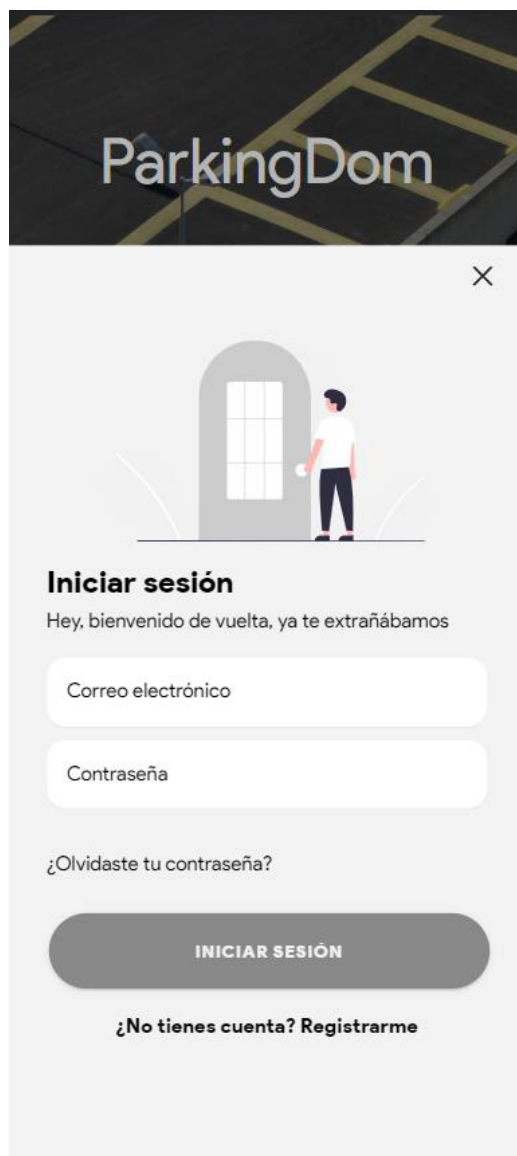 ParkingDom
Iniciar sesión
Hey, bienvenido de vuelta, ya te extrañábamos
Correo electrónico
Contraseña
¿Olvidaste tu contraseña?
INICIAR SESIÓN
¿No tienes cuenta? Registrarme